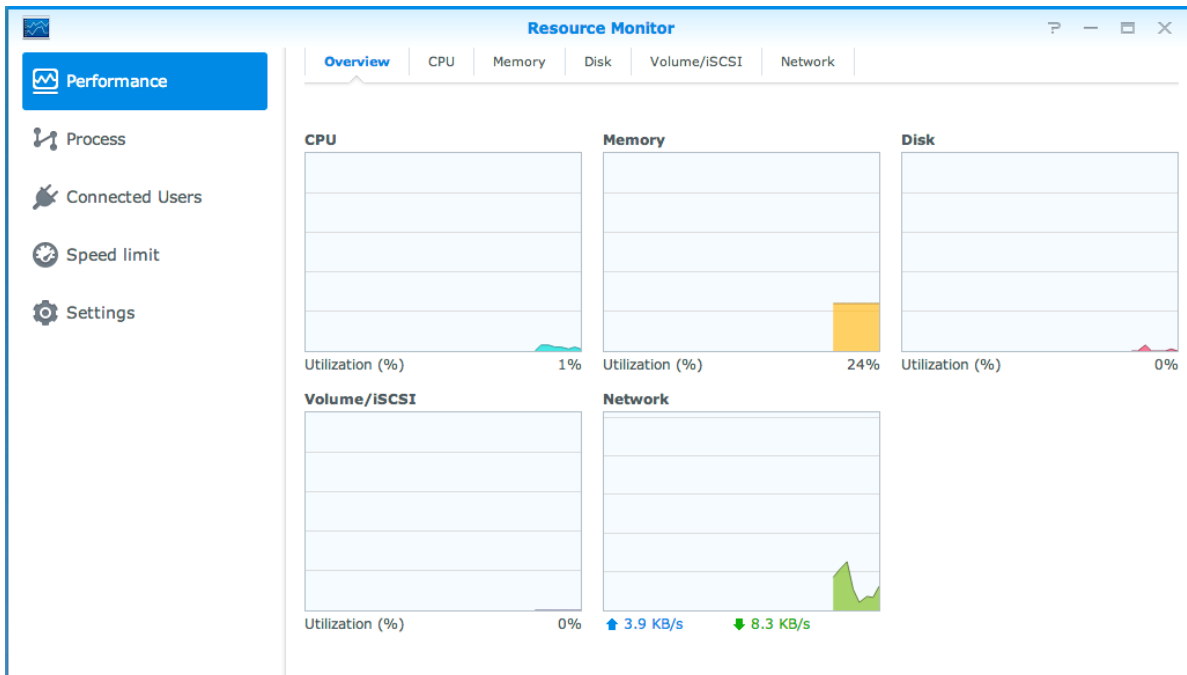 Resource Monitor
Performance
Process
Connected Users
Speed limit
Settings
Overview CPU Memory Disk Volume/iSCSI Network
CPU Memory Disk
Utilization (%) 1% Utilization (%) 24% Utilization (%) 0%
Volume/iSCSI Network
Utilization (%) 0% 3.9 KB/s 8.3 KB/s